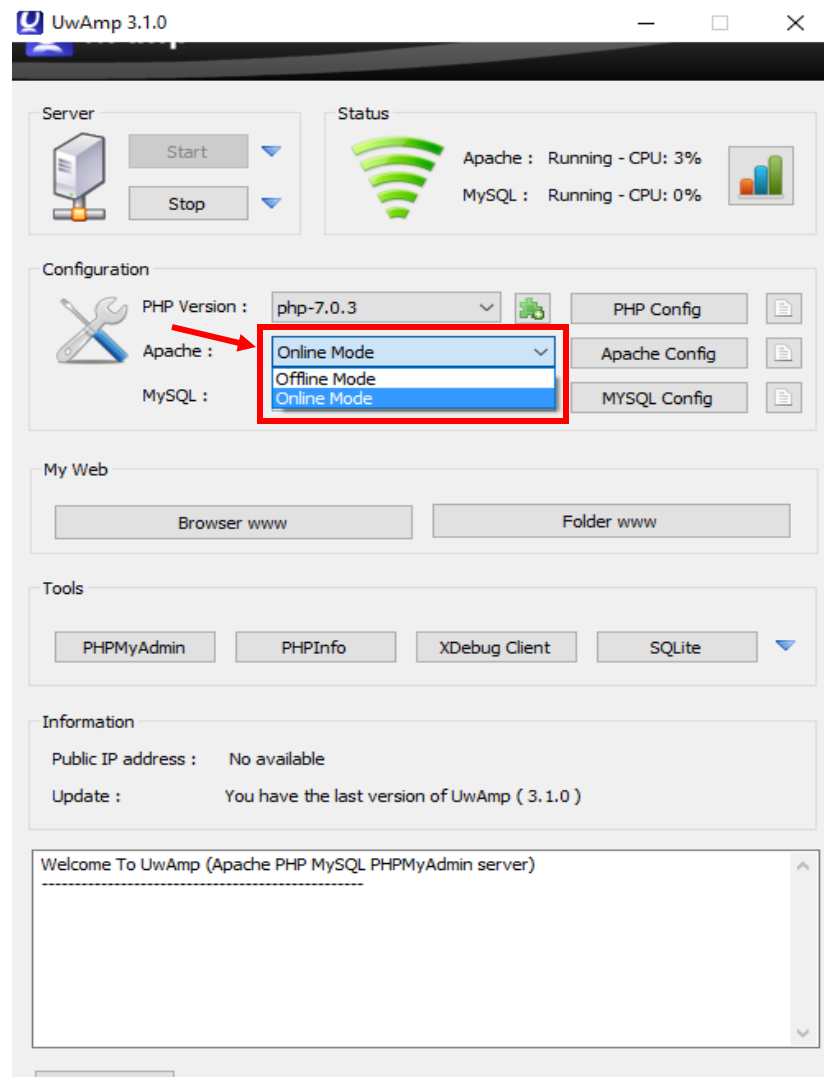 UwAmp 3.1.0
Server
Status
Start
Apache : Running - CPU: 3%
Stop
MySQL : Running - CPU: 0%
Configuration
PHP Version : php-7.0.3 PHP Config
Apache : Online Mode Apache Config
Offline Mode
Online Mode
MySQL : MYSQL Config
My Web
Browser www Folder www
Tools
PHPMyAdmin PHPInfo XDebug Client SQLite
Information
Public IP address : No available
Update : You have the last version of UwAmp ( 3.1.0 )
Welcome To UwAmp (Apache PHP MySQL PHPMyAdmin server)
--------------------------------------------------